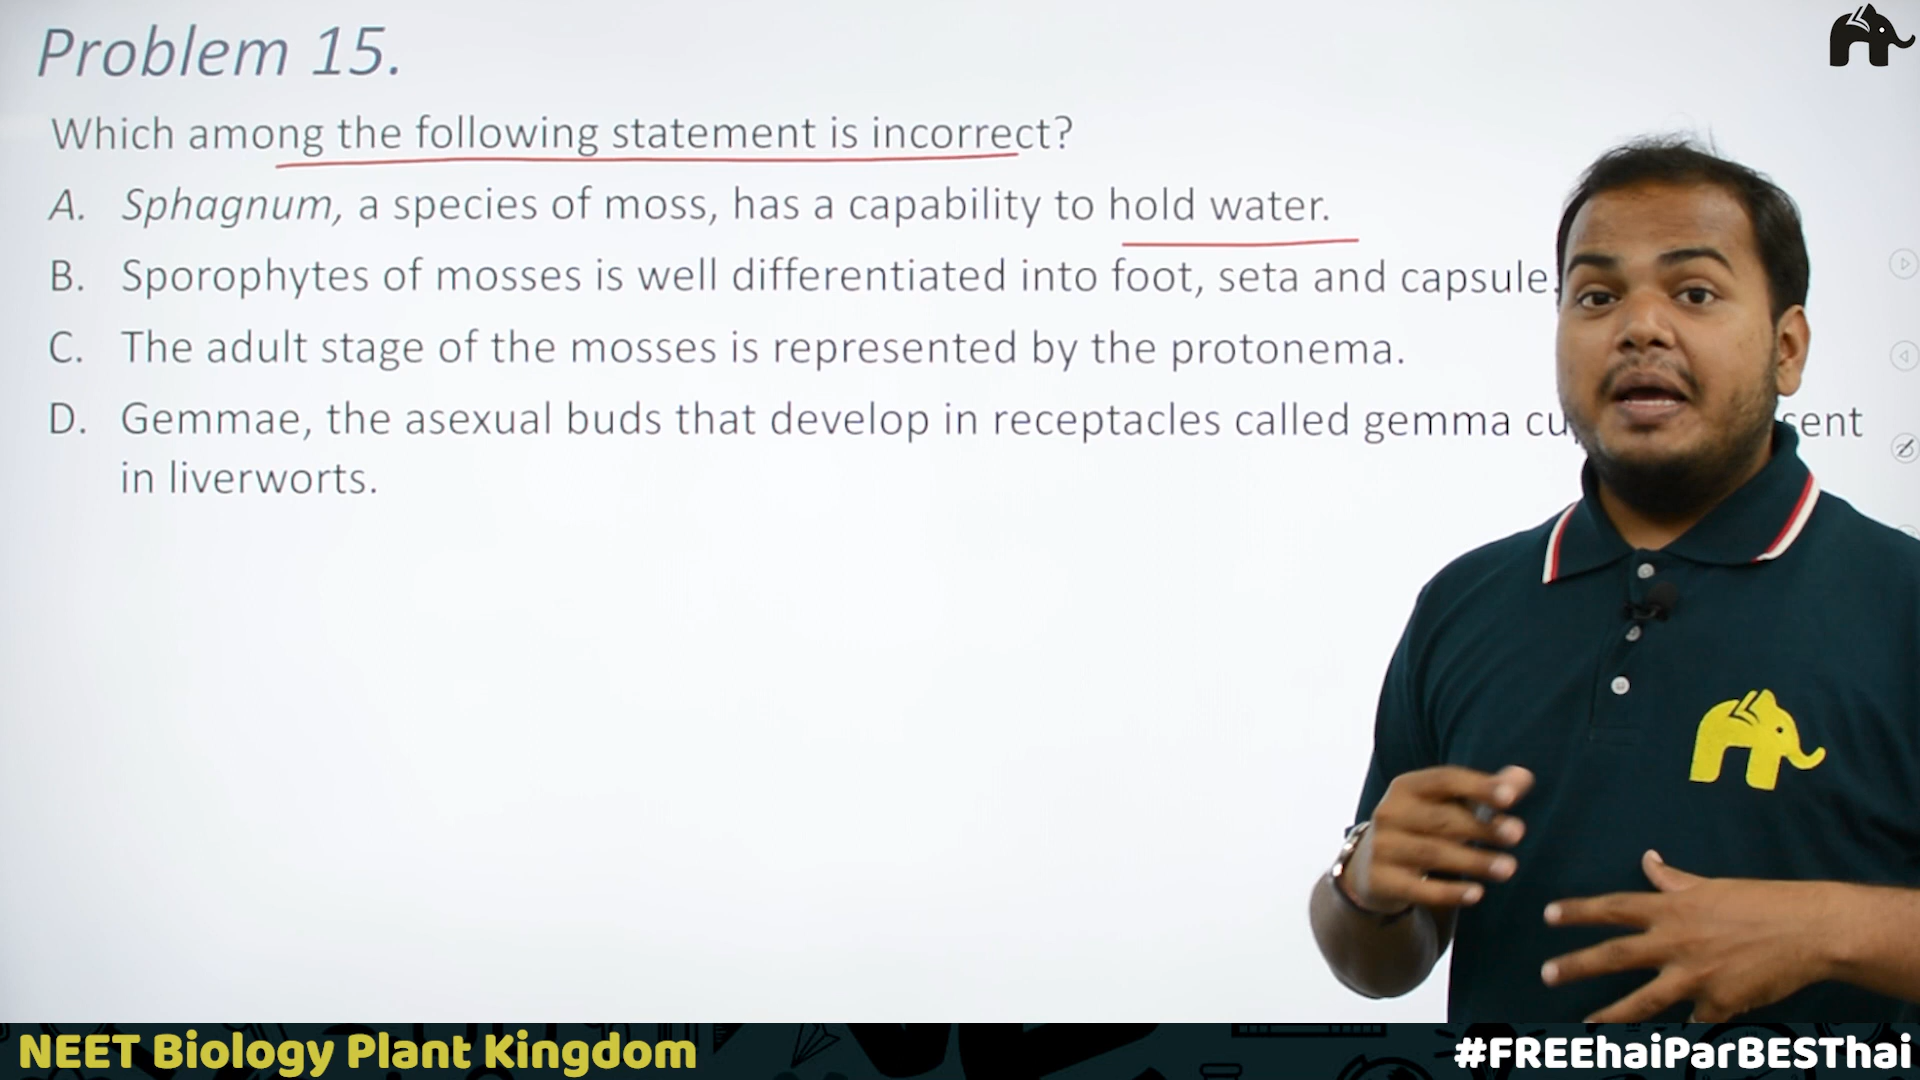 Problem 15.
Which among the following statement is incorrect?
A. Sphagnum, a species of moss, has a capability to hold water.
B. Sporophytes of mosses is well differentiated into foot, seta and capsule.
C. The adult stage of the mosses is represented by the protonema.
D. Gemmae, the asexual buds that develop in receptacles called gemma cu sent
in liverworts.
NEET Biology Plant Kingdom
#FREEhaiParBESThai